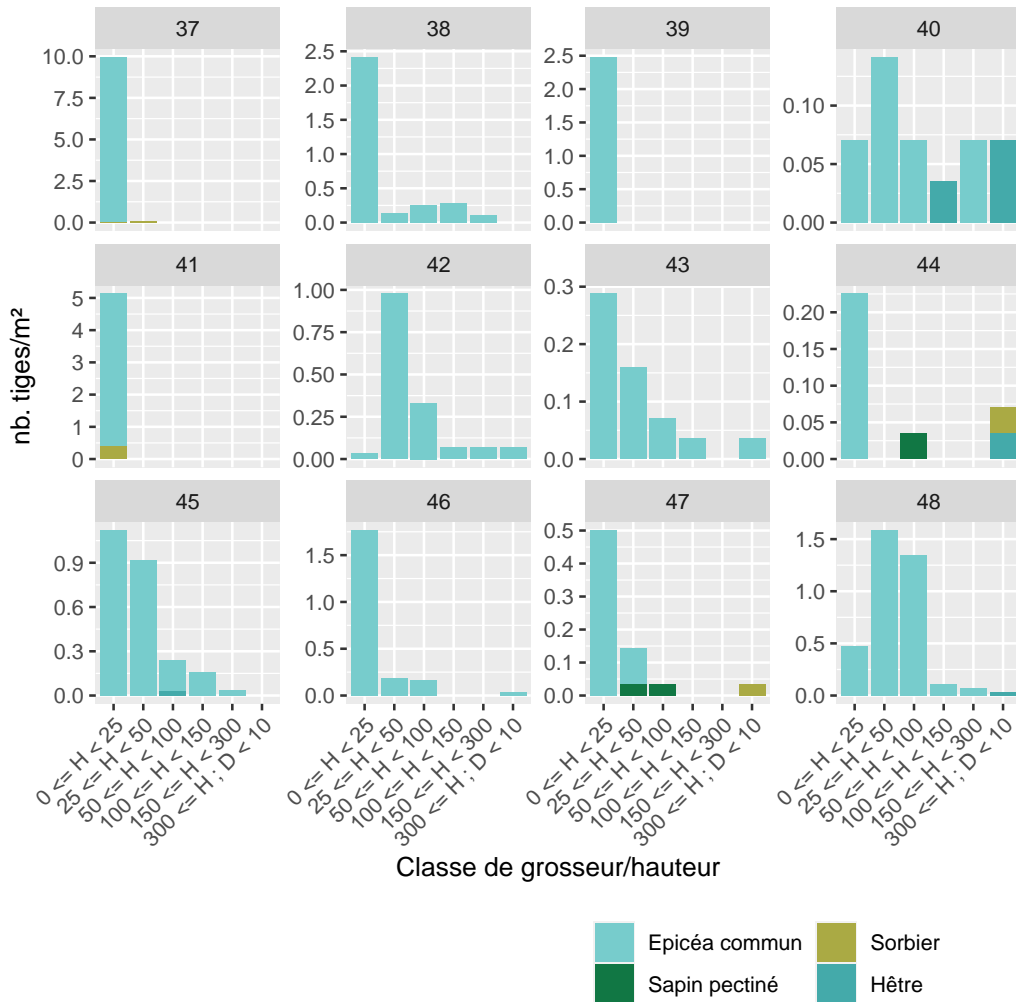 37
38
39
40
10.0
7.5
5.0
2.5
0.0
2.5
2.0
1.5
1.0
0.5
0.0
2.5
2.0
1.5
1.0
0.5
0.0
0.10
0.05
0.00
41
42
43
44
5
4
3
2
1
0
1.00
0.75
0.50
0.25
0.00
0.3
0.2
0.1
0.0
0.20
0.15
0.10
0.05
0.00
45
46
47
48
0.9
0.6
0.3
0.0
1.5
1.0
0.5
0.0
0.5
0.4
0.3
0.2
0.1
0.0
1.5
1.0
0.5
0.0
nb. tiges/m²
0 <= H < 25
25 <= H < 50
50 <= H < 100
100 <= H < 150
150 <= H < 300
300 <= H ; D < 10
0 <= H < 25
25 <= H < 50
50 <= H < 100
100 <= H < 150
150 <= H < 300
300 <= H ; D < 10
0 <= H < 25
25 <= H < 50
50 <= H < 100
100 <= H < 150
150 <= H < 300
300 <= H ; D < 10
0 <= H < 25
25 <= H < 50
50 <= H < 100
100 <= H < 150
150 <= H < 300
300 <= H ; D < 10
Classe de grosseur/hauteur
Epicéa commun
Sorbier
Sapin pectiné
Hêtre